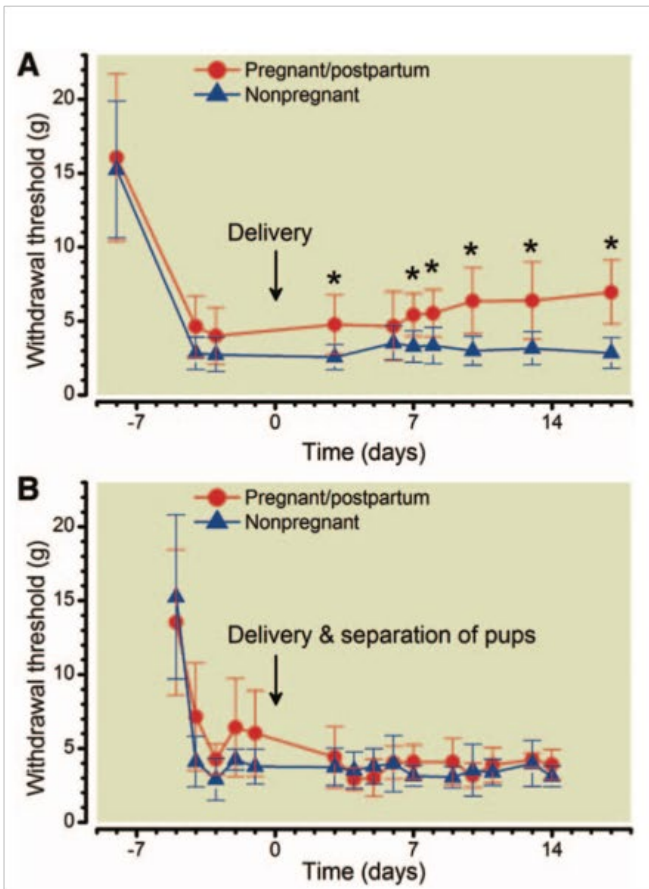 A
Pregnant/postpartum
Nonpregnant
Withdrawal threshold (g)
20
15
10
5
0
Delivery
*
*
*
*
*
*
-7
0
7
14
Time (days)
B
Pregnant/postpartum
Nonpregnant
Withdrawal threshold (g)
20
15
10
5
0
Delivery & separation of pups
-7
0
7
14
Time (days)